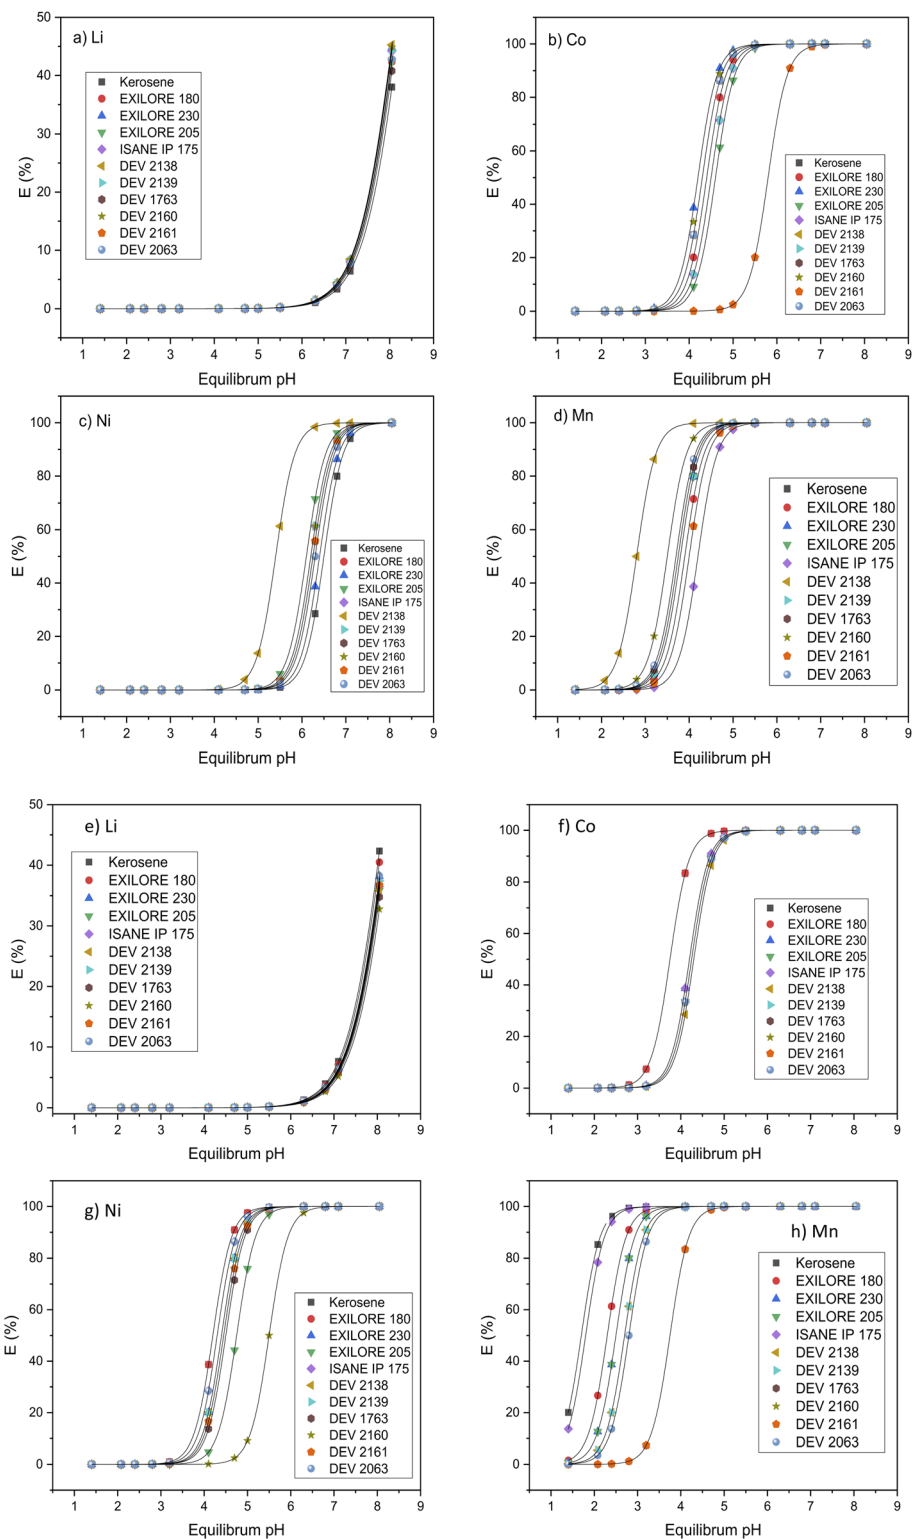 a) Li
50
40
30
20
10
0
E (%)
Kerosene
EXILORE 180
EXILORE 230
EXILORE 205
ISANE IP 175
DEV 2138
DEV 2139
DEV 1763
DEV 2160
DEV 2161
DEV 2063
1 2 3 4 5 6 7 8 9
Equilibrum pH
b) Co
100
80
60
40
20
0
E (%)
Kerosene
EXILORE 180
EXILORE 230
EXILORE 205
ISANE IP 175
DEV 2138
DEV 2139
DEV 1763
DEV 2160
DEV 2161
DEV 2063
1 2 3 4 5 6 7 8 9
Equilibrum pH
c) Ni
100
80
60
40
20
0
E (%)
Kerosene
EXILORE 180
EXILORE 230
EXILORE 205
ISANE IP 175
DEV 2138
DEV 2139
DEV 1763
DEV 2160
DEV 2161
DEV 2063
1 2 3 4 5 6 7 8 9
Equilibrum pH
d) Mn
100
80
60
40
20
0
E (%)
Kerosene
EXILORE 180
EXILORE 230
EXILORE 205
ISANE IP 175
DEV 2138
DEV 2139
DEV 1763
DEV 2160
DEV 2161
DEV 2063
1 2 3 4 5 6 7 8 9
Equilibrum pH
e) Li
50
40
30
20
10
0
E (%)
Kerosene
EXILORE 180
EXILORE 230
EXILORE 205
ISANE IP 175
DEV 2138
DEV 2139
DEV 1763
DEV 2160
DEV 2161
DEV 2063
1 2 3 4 5 6 7 8 9
Equilibrum pH
f) Co
100
80
60
40
20
0
E (%)
Kerosene
EXILORE 180
EXILORE 230
EXILORE 205
ISANE IP 175
DEV 2138
DEV 2139
DEV 1763
DEV 2160
DEV 2161
DEV 2063
1 2 3 4 5 6 7 8 9
Equilibrum pH
g) Ni
100
80
60
40
20
0
E (%)
Kerosene
EXILORE 180
EXILORE 230
EXILORE 205
ISANE IP 175
DEV 2138
DEV 2139
DEV 1763
DEV 2160
DEV 2161
DEV 2063
1 2 3 4 5 6 7 8 9
Equilibrum pH
h) Mn
100
80
60
40
20
0
E (%)
Kerosene
EXILORE 180
EXILORE 230
EXILORE 205
ISANE IP 175
DEV 2138
DEV 2139
DEV 1763
DEV 2160
DEV 2161
DEV 2063
1 2 3 4 5 6 7 8 9
Equilibrum pH